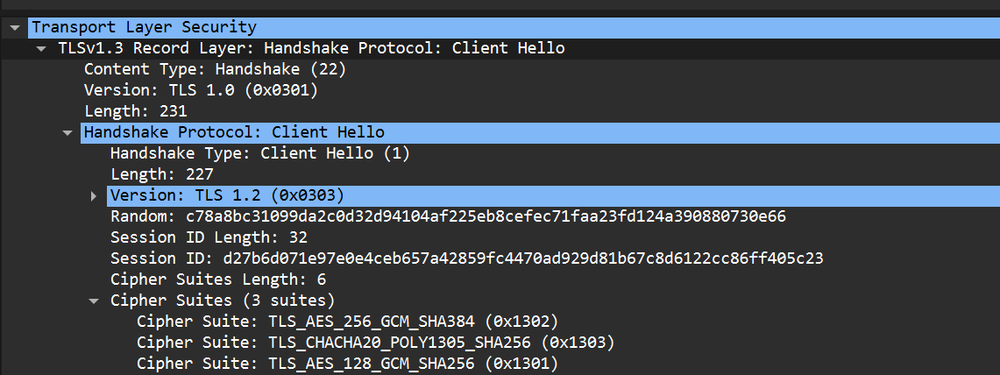 Transport Layer Security
TLSv1.3 Record Layer: Handshake Protocol: Client Hello
Content Type: Handshake (22)
Version: TLS 1.0 (0x0301)
Length: 231
Handshake Protocol: Client Hello
Handshake Type: Client Hello (1)
Length: 227
Version: TLS 1.2 (0x0303)
Random: c78a8bc31099da2c0d32d94104af225eb8cefec71faa23fd124a390880730e66
Session ID Length: 32
Session ID: d27b6d071e97e0e4ceb657a42859fc4470ad929d81b67c8d6122cc86ff405c23
Cipher Suites Length: 6
Cipher Suites (3 suites)
Cipher Suite: TLS_AES_256_GCM_SHA384 (0x1302)
Cipher Suite: TLS_CHACHA20_POLY1305_SHA256 (0x1303)
Cipher Suite: TLS_AES_128_GCM_SHA256 (0x1301)